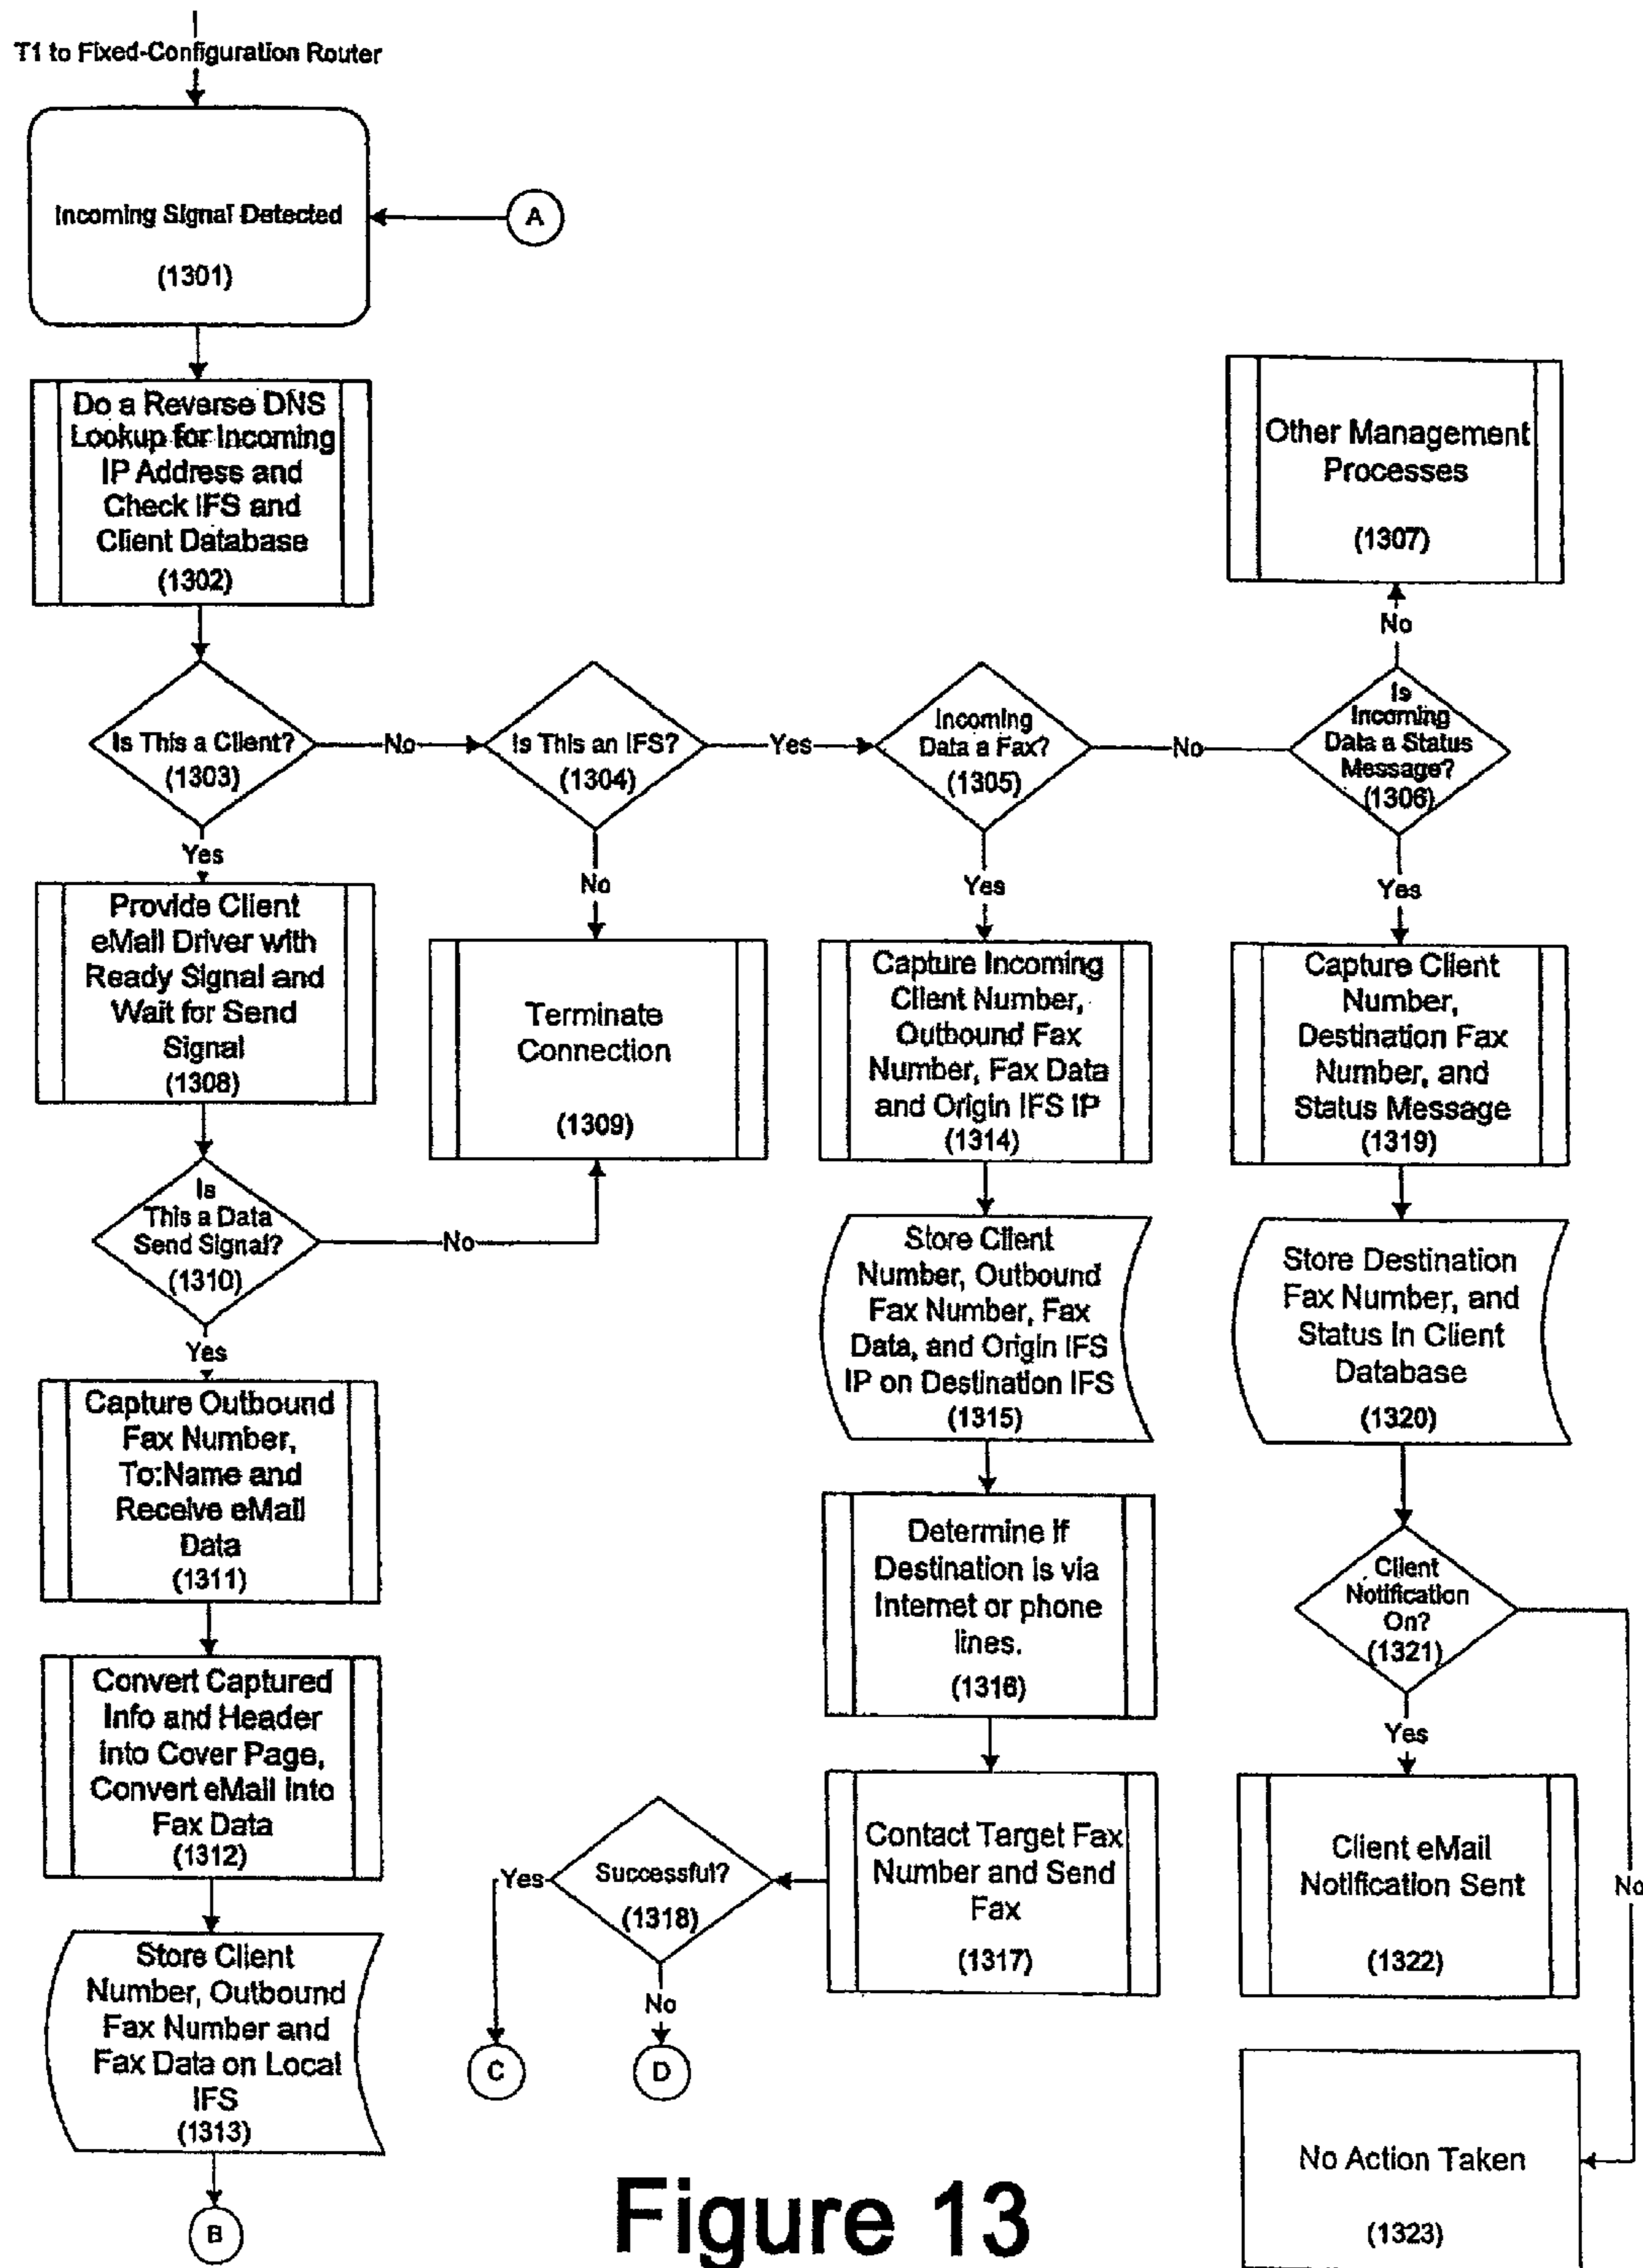 T1 to Fixed-Configuration Router
Incoming Signal Detected
(1301)
A
Do a Reverse DNS
Lookup for Incoming
IP Address and
Check IFS and
Client Database
(1302)
Other Management
Processes
(1307)
No
Is This a Client?
(1303)
No
Is This an IFS?
(1304)
Yes
Incoming
Data a Fax?
(1305)
No
Is
Incoming
Data a Status
Message?
(1306)
Yes
No
Yes
Yes
Provide Client
eMail Driver with
Ready Signal and
Wait for Send
Signal
(1308)
Terminate
Connection
(1309)
Capture Incoming
Client Number,
Outbound Fax
Number, Fax Data
and Origin IFS IP
(1314)
Capture Client
Number,
Destination Fax
Number, and
Status Message
(1319)
Is
This a Data
Send Signal?
(1310)
No
Store Client
Number, Outbound
Fax Number, Fax
Data, and Origin IFS
IP on Destination IFS
(1315)
Store Destination
Fax Number, and
Status In Client
Database
(1320)
Yes
Capture Outbound
Fax Number,
To:Name and
Receive eMail
Data
(1311)
Determine if
Destination is via
Internet or phone
lines.
(1316)
Client
Notification
On?
(1321)
Yes
No
Convert Captured
Info and Header
into Cover Page,
Convert eMail into
Fax Data
(1312)
Yes
Successful?
(1318)
No
Contact Target Fax
Number and Send
Fax
(1317)
Client eMail
Notification Sent
(1322)
Store Client
Number, Outbound
Fax Number and
Fax Data on Local
IFS
(1313)
C
D
No Action Taken
(1323)
B
Figure 13